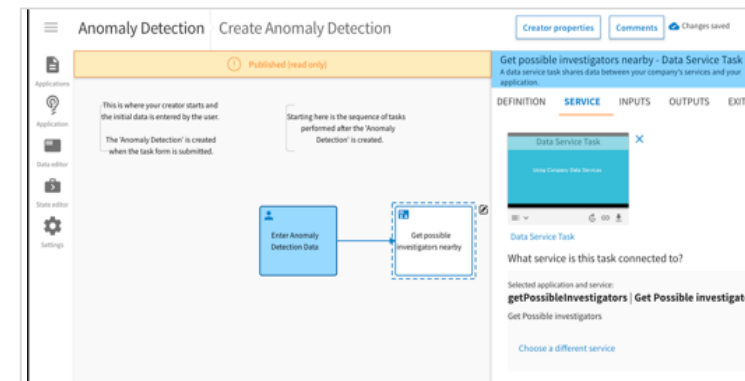 Anomaly Detection Create Anomaly Detection
Creator properties
Comments
Changes saved
Published (read only)
Applications
Application
Data editor
State editor
Settings
This is where your creator starts and
the initial data is entered by the user.
The 'Anomaly Detection' is created
when the task form is submitted.
Starting here is the sequence of tasks
performed after the 'Anomaly
Detection' is created.
Enter Anomaly
Detection Data
Get possible
investigators nearby
Get possible investigators nearby - Data Service Task
A data service task shares data between your company's services and your
application.
DEFINITION SERVICE INPUTS OUTPUTS EXIT
Data Service Task
Using Company Data Services
Data Service Task
What service is this task connected to?
Selected application and service:
getPossibleInvestigators | Get Possible investigat
Get Possible investigators
Choose a different service